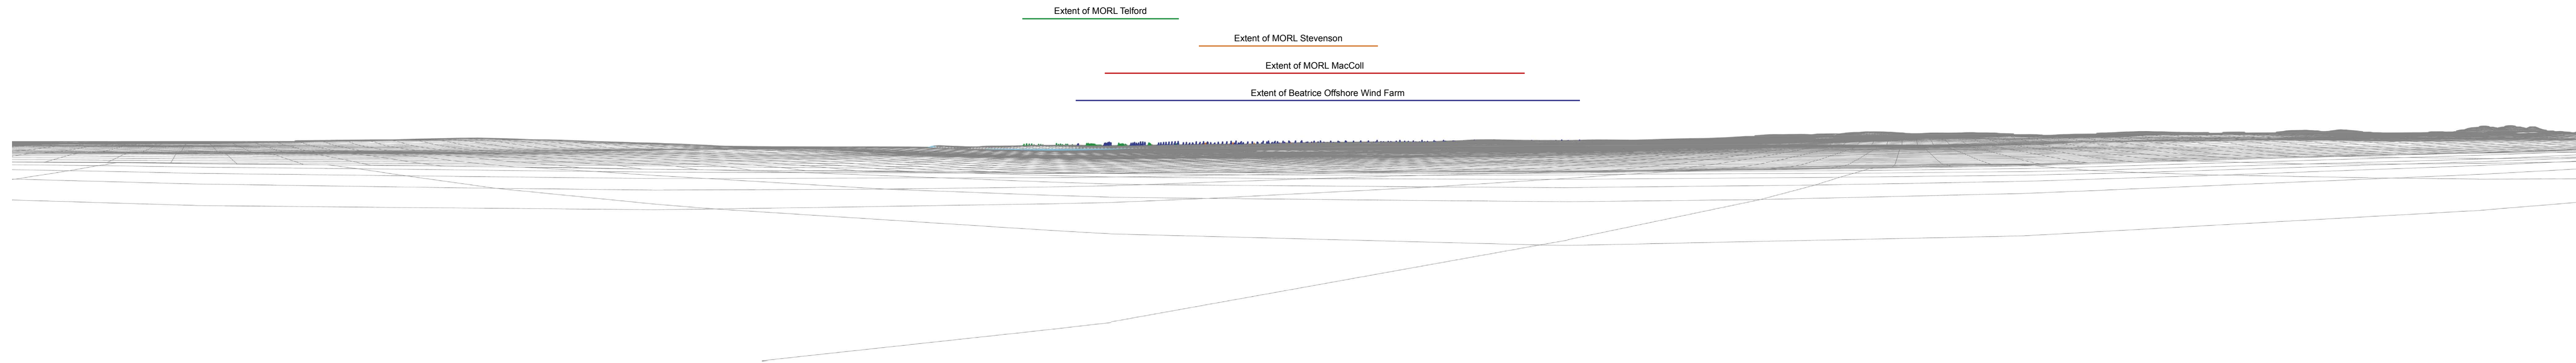 Extent of MORL Telford
Extent of MORL Stevenson
Extent of MORL MacColl
Extent of Beatrice Offshore Wind Farm